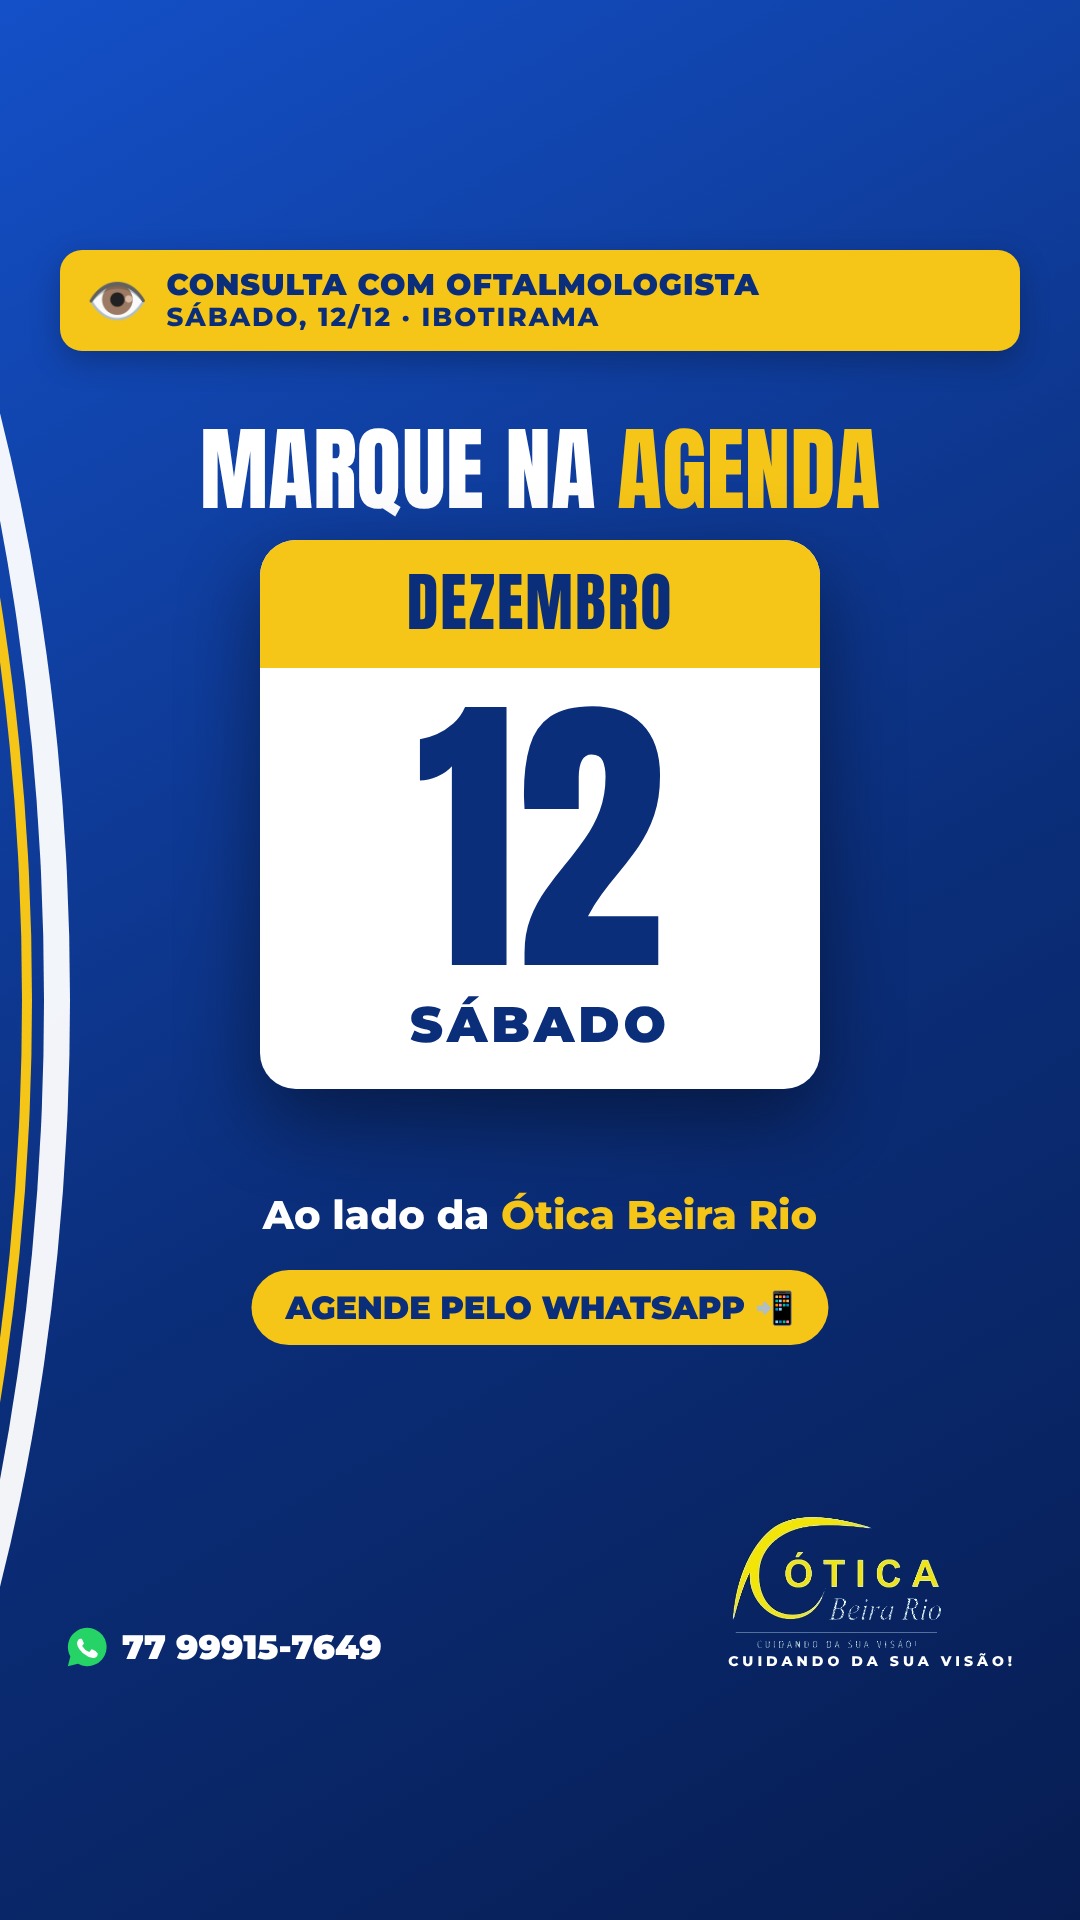 CONSULTA COM OFTALMOLOGISTA
SÁBADO, 12/12 · IBOTIRAMA
MARQUE NA AGENDA
DEZEMBRO
12
SÁBADO
Ao lado da Ótica Beira Rio
AGENDE PELO WHATSAPP 📲
ÓTICA
Beira Rio
CUIDANDO DA SUA VISÃO!
CUIDANDO DA SUA VISÃO!
77 99915-7649